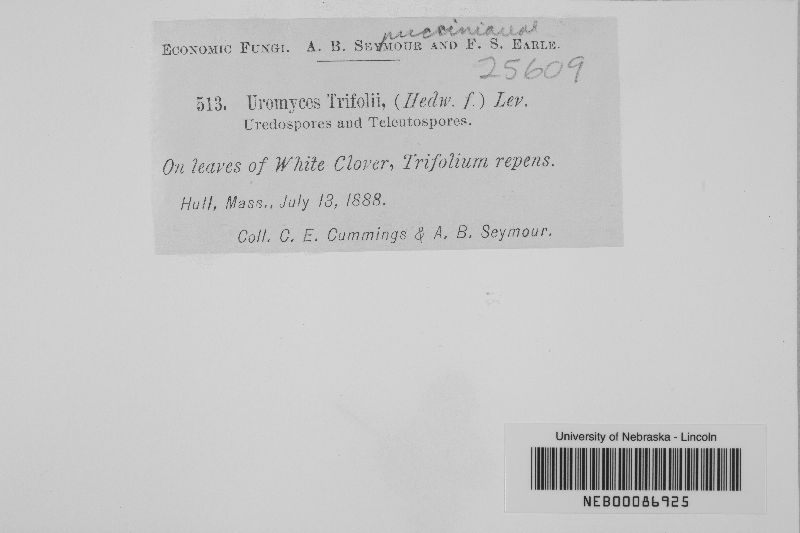 pucciniaceae
ECONOMIC FUNGI. A. B. SEYMOUR AND F. S. EARLE.
25609
513. Uromyces Trifolii, (Hedw. f.) Lev.
Uredospores and Teleutospores.
On leaves of White Clover, Trifolium repens.
Hull, Mass., July 13, 1888.
Coll. C. E. Cummings & A. B. Seymour.
University of Nebraska - Lincoln
NEB00086925